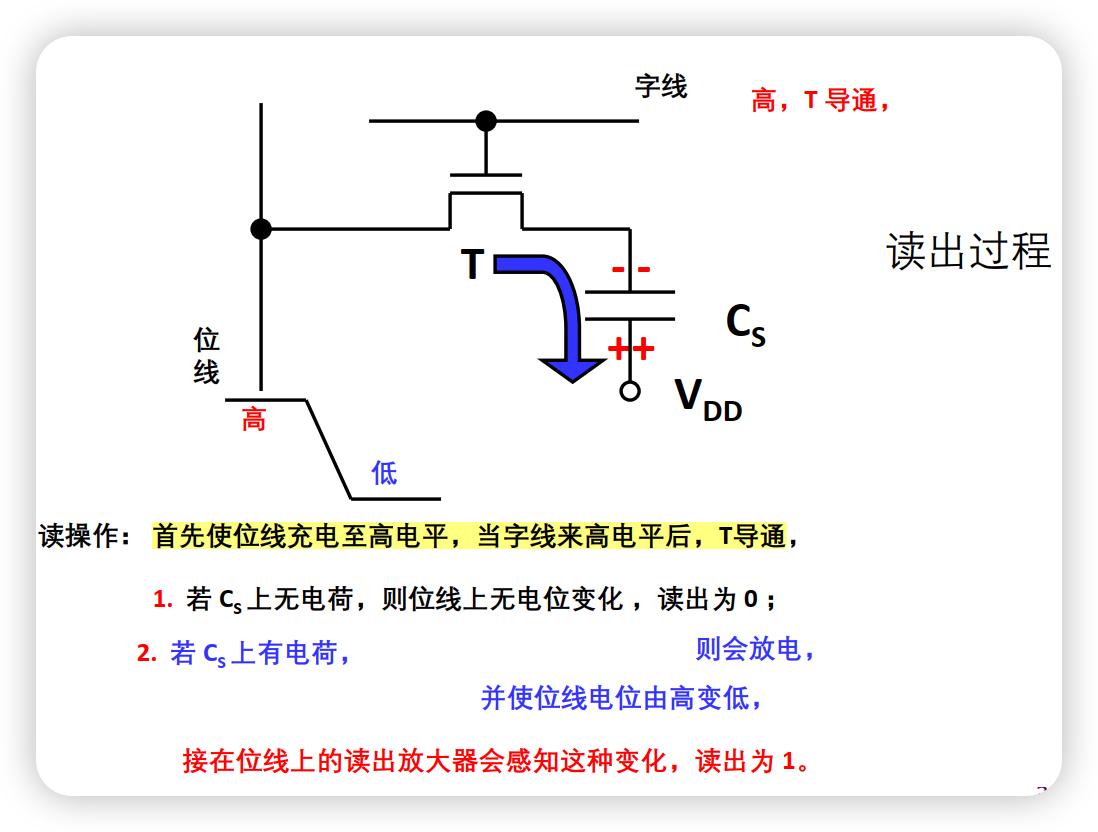 字线
高，T 导通，
读出过程
T
- -
C_S
++
V_DD
位
线
高
低
读操作： 首先使位线充电至高电平，当字线来高电平后，T导通，
1. 若 C_S 上无电荷，则位线上无电位变化 ，读出为 0 ；
2. 若 C_S 上有电荷， 则会放电，
并使位线电位由高变低，
接在位线上的读出放大器会感知这种变化，读出为 1。